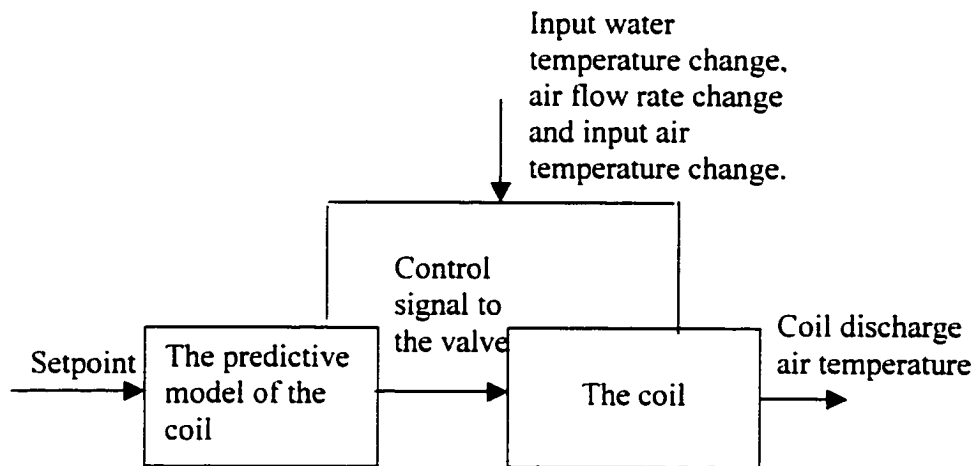 Input water
temperature change,
air flow rate change
and input air
temperature change.
Control
signal to
the valve
Setpoint
The predictive
model of the
coil
The coil
Coil discharge
air temperature